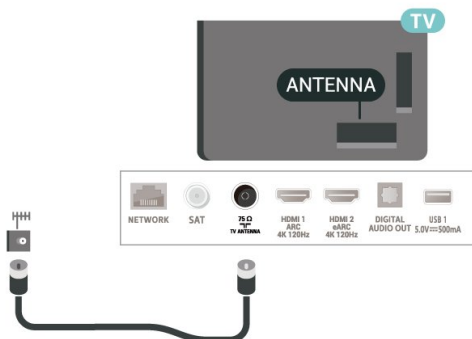 TV
ANTENNA
NETWORK
SAT
75 Ω
TV ANTENNA
HDMI 1
ARC
4K 120Hz
HDMI 2
eARC
4K 120Hz
DIGITAL
AUDIO OUT
USB 1
5.0V⎓500mA